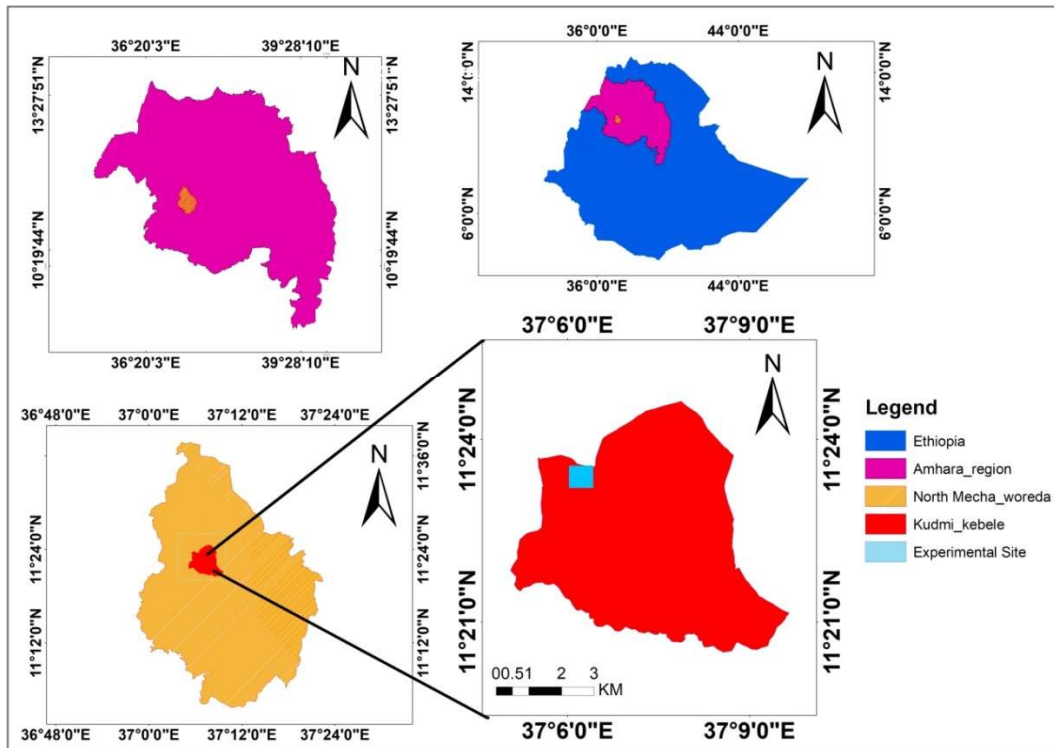 36°20'3"E 39°28'10"E
N
13°27'51"N 13°27'51"N
10°19'44"N 10°19'44"N
36°20'3"E 39°28'10"E
36°0'0"E 44°0'0"E
N
14°0'0"N
6°0'0"N 6°0'0"N
36°0'0"E 44°0'0"E
36°48'0"E 37°0'0"E 37°12'0"E 37°24'0"E
N
11°36'0"N
11°24'0"N 11°24'0"N
11°12'0"N 11°12'0"N
36°48'0"E 37°0'0"E 37°12'0"E 37°24'0"E
37°6'0"E 37°9'0"E
N
11°24'0"N 11°24'0"N
11°21'0"N 11°21'0"N
00.51 2 3
KM
37°6'0"E 37°9'0"E
Legend
Ethiopia
Amhara_region
North Mecha_woreda
Kudmi_kebele
Experimental Site